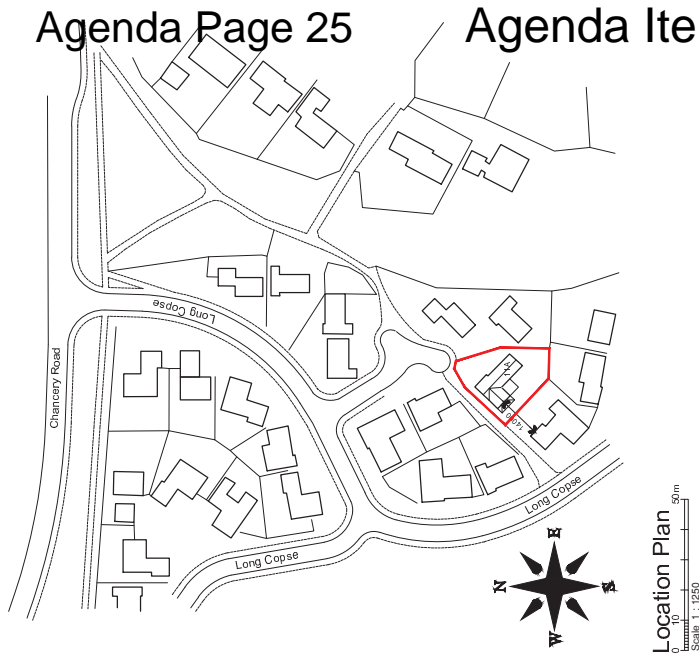 Agenda Page 25
Agenda Ite
Long Copse
Chancery Road
11A
Long Copse
Long Copse
E
N
S
W
Location Plan
Scale 1 : 1250
0
10
50m